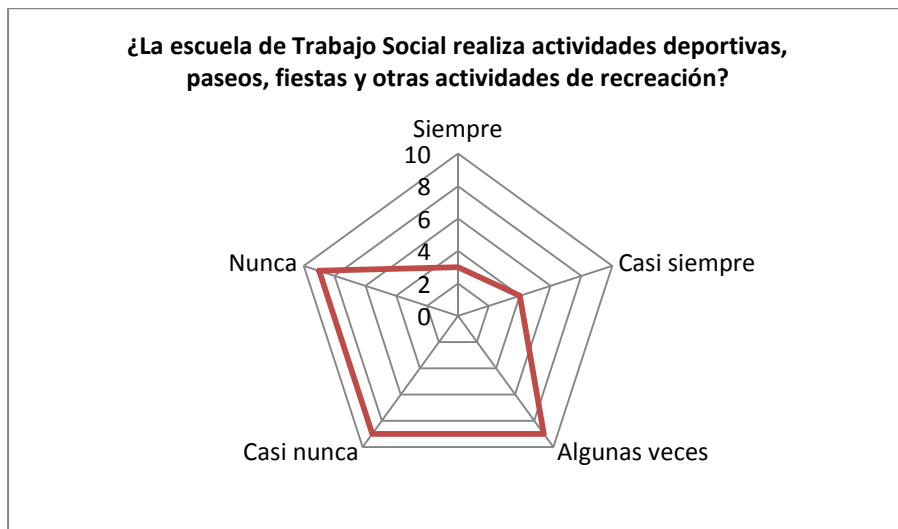 ¿La escuela de Trabajo Social realiza actividades deportivas,
paseos, fiestas y otras actividades de recreación?
Siempre
10
8
6
4
2
0
Nunca
Casi siempre
Casi nunca
Algunas veces